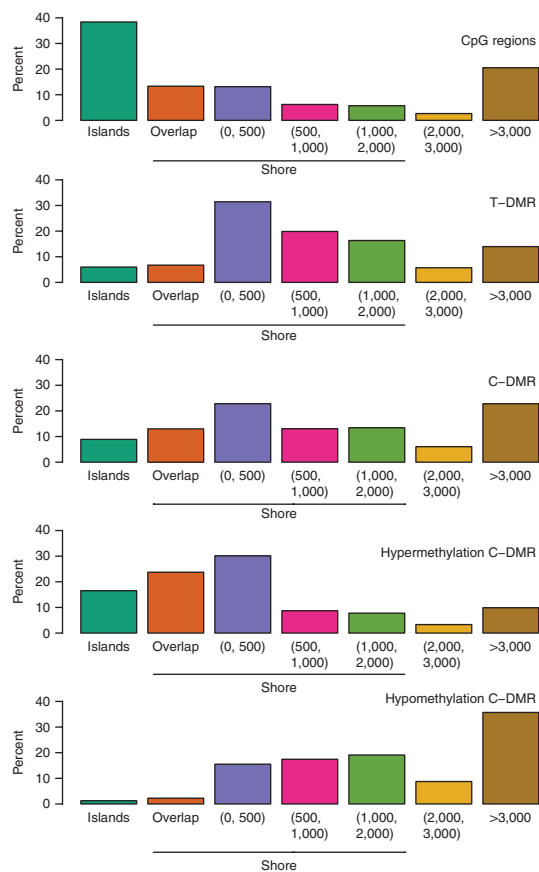 CpG regions
Percent
40
30
20
10
0
Islands Overlap (0, 500) (500, 1,000) (1,000, 2,000) (2,000, 3,000) >3,000
Shore
T-DMR
Percent
40
30
20
10
0
Islands Overlap (0, 500) (500, 1,000) (1,000, 2,000) (2,000, 3,000) >3,000
Shore
C-DMR
Percent
40
30
20
10
0
Islands Overlap (0, 500) (500, 1,000) (1,000, 2,000) (2,000, 3,000) >3,000
Shore
Hypermethylation C-DMR
Percent
40
30
20
10
0
Islands Overlap (0, 500) (500, 1,000) (1,000, 2,000) (2,000, 3,000) >3,000
Shore
Hypomethylation C-DMR
Percent
40
30
20
10
0
Islands Overlap (0, 500) (500, 1,000) (1,000, 2,000) (2,000, 3,000) >3,000
Shore